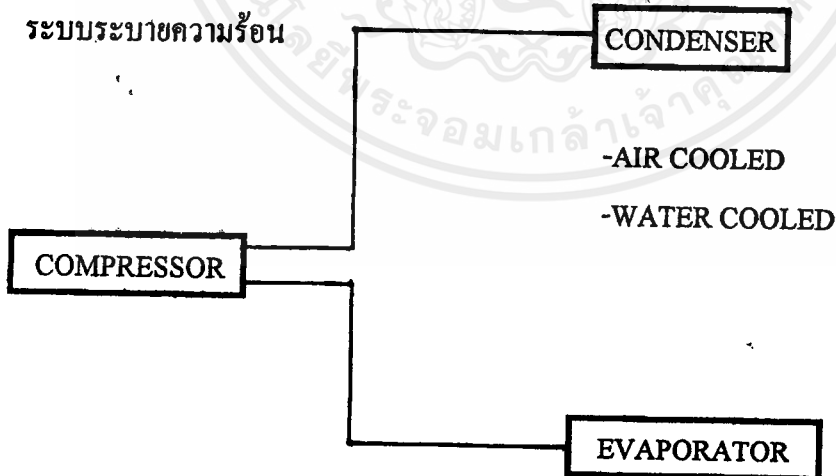 ระบบระบายความร้อน
CONDENSER
-AIR COOLED
-WATER COOLED
COMPRESSOR
EVAPORATOR